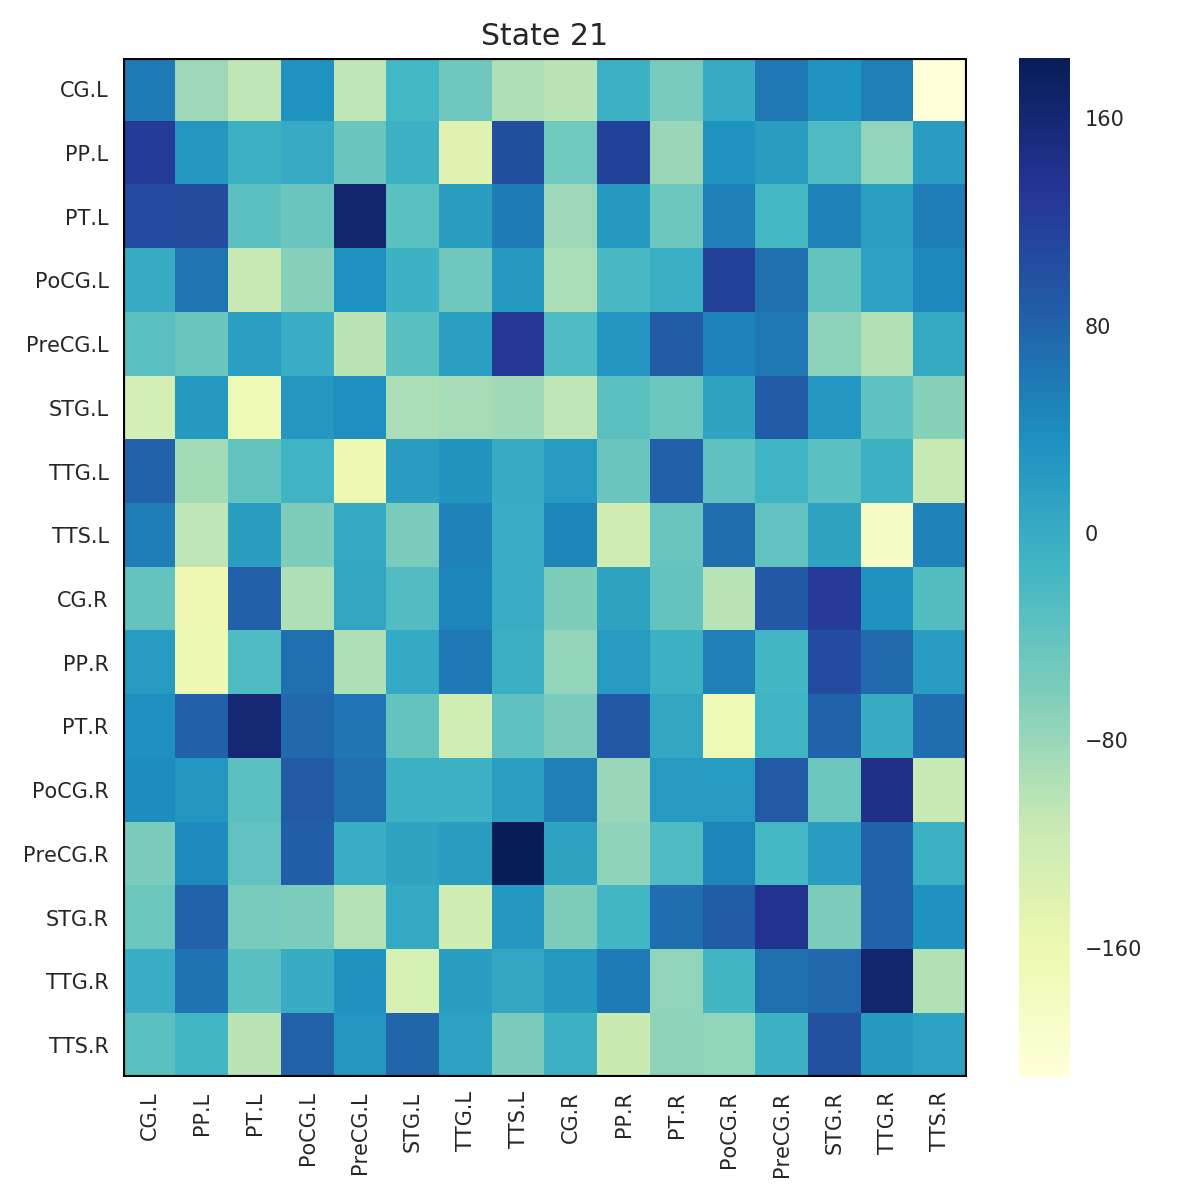 State 21
CG.L
PP.L
PT.L
PoCG.L
PreCG.L
STG.L
TTG.L
TTS.L
CG.R
PP.R
PT.R
PoCG.R
PreCG.R
STG.R
TTG.R
TTS.R
CG.L PP.L PT.L PoCG.L PreCG.L STG.L TTG.L TTS.L CG.R PP.R PT.R PoCG.R PreCG.R STG.R TTG.R TTS.R
160
80
0
−80
−160